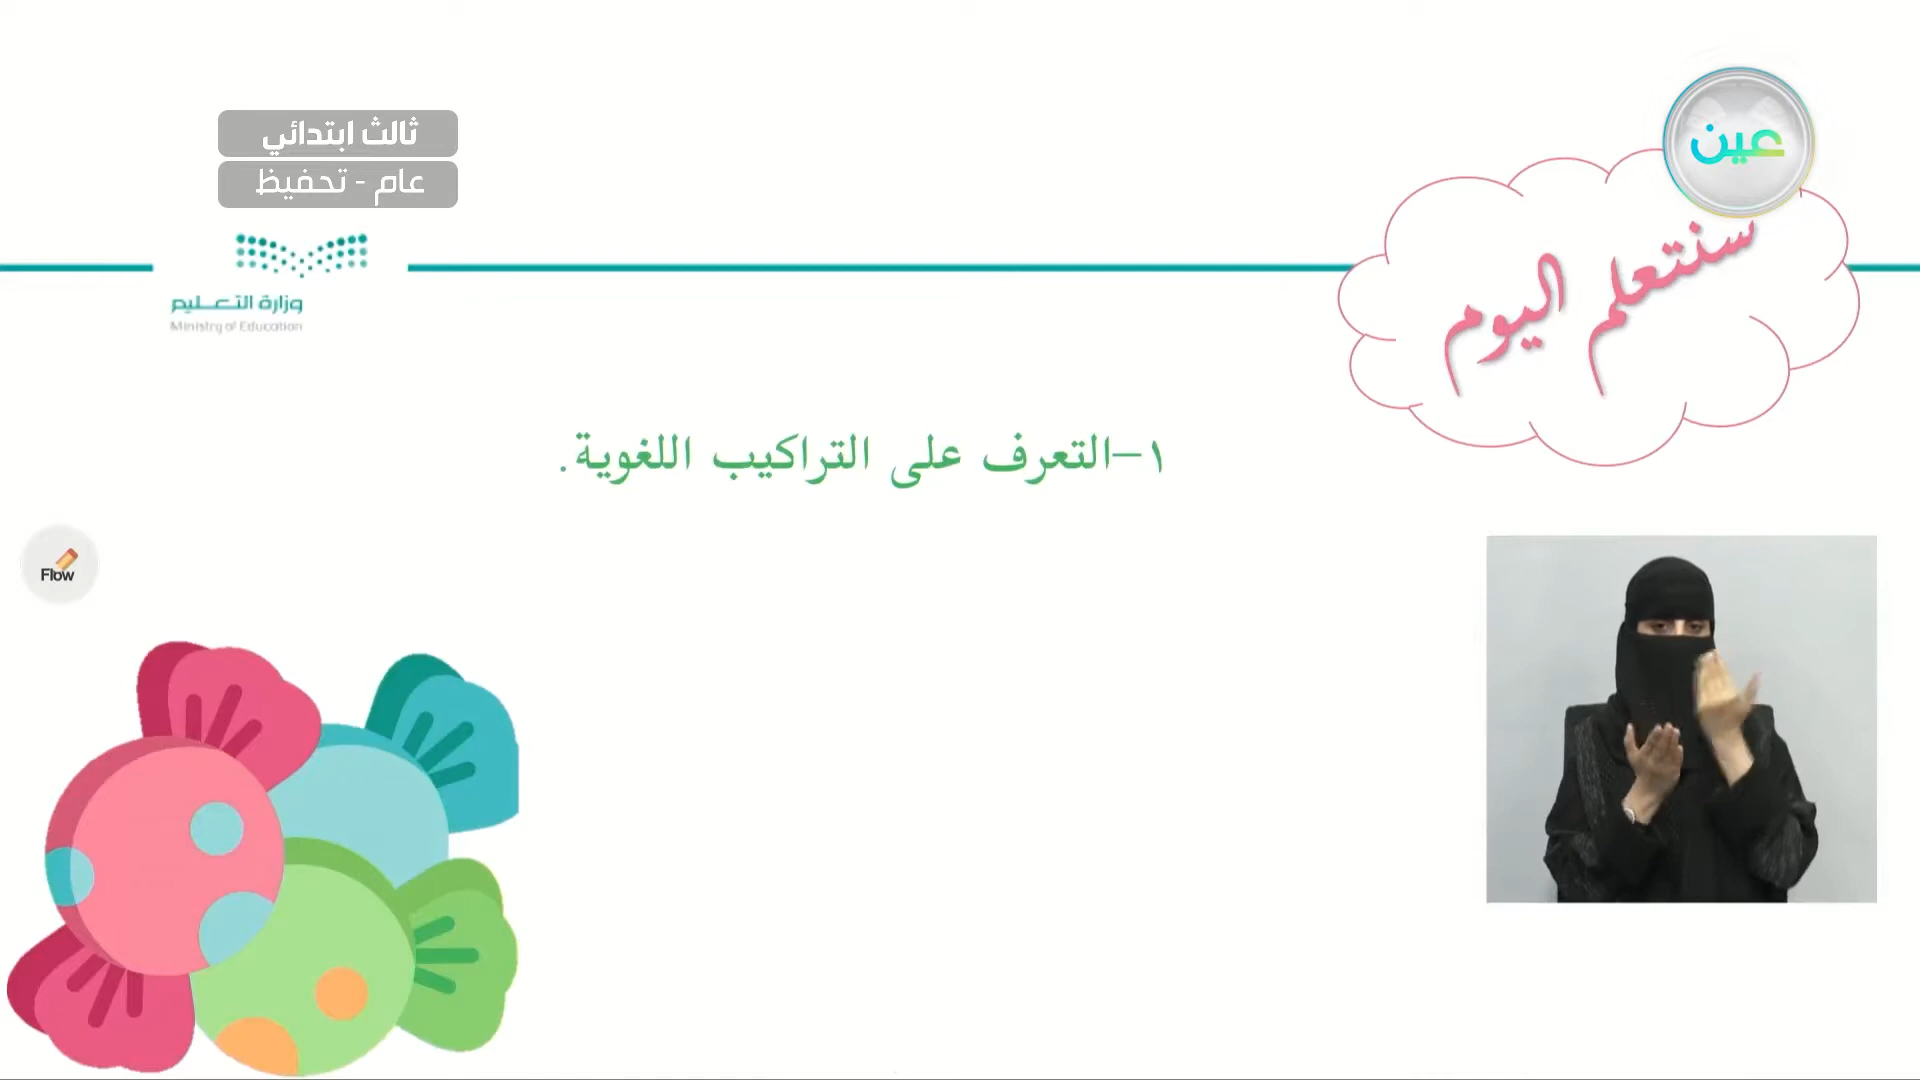 عين
ثالث ابتدائي
عام - تحفيظ
وزارة التعليم
Ministry of Education
سنتعلم اليوم
١-التعرف على التراكيب اللغوية.
Flow